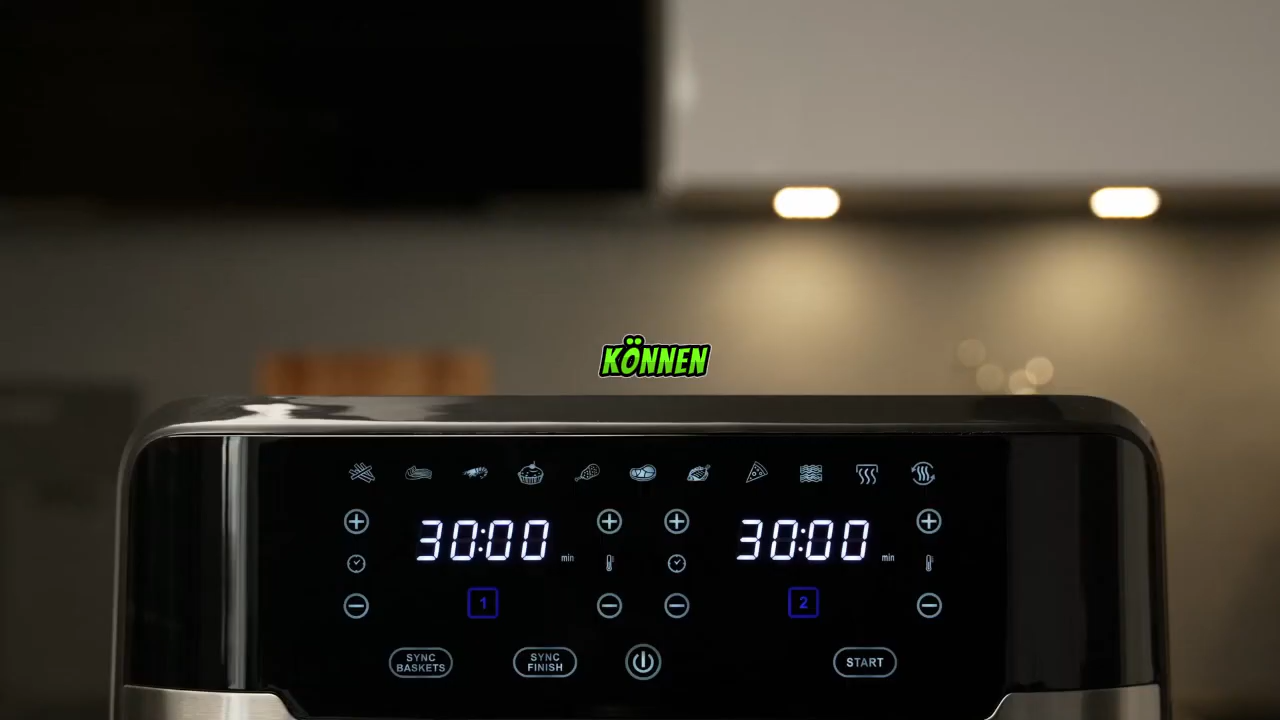 KÖNNEN
30:00 min 30:00 min
1 2
SYNC BASKETS
SYNC FINISH
START